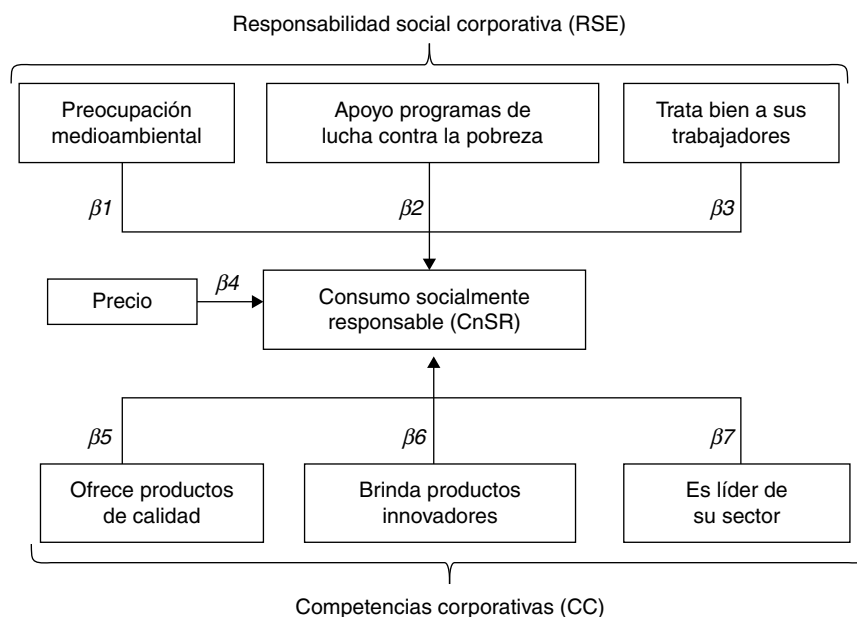 Responsabilidad social corporativa (RSE)
Preocupación
medioambiental
Apoyo programas de
lucha contra la pobreza
Trata bien a sus
trabajadores
β1
β2
β3
Precio
β4
Consumo socialmente
responsable (CnSR)
β5
β6
β7
Ofrece productos
de calidad
Brinda productos
innovadores
Es líder de
su sector
Competencias corporativas (CC)